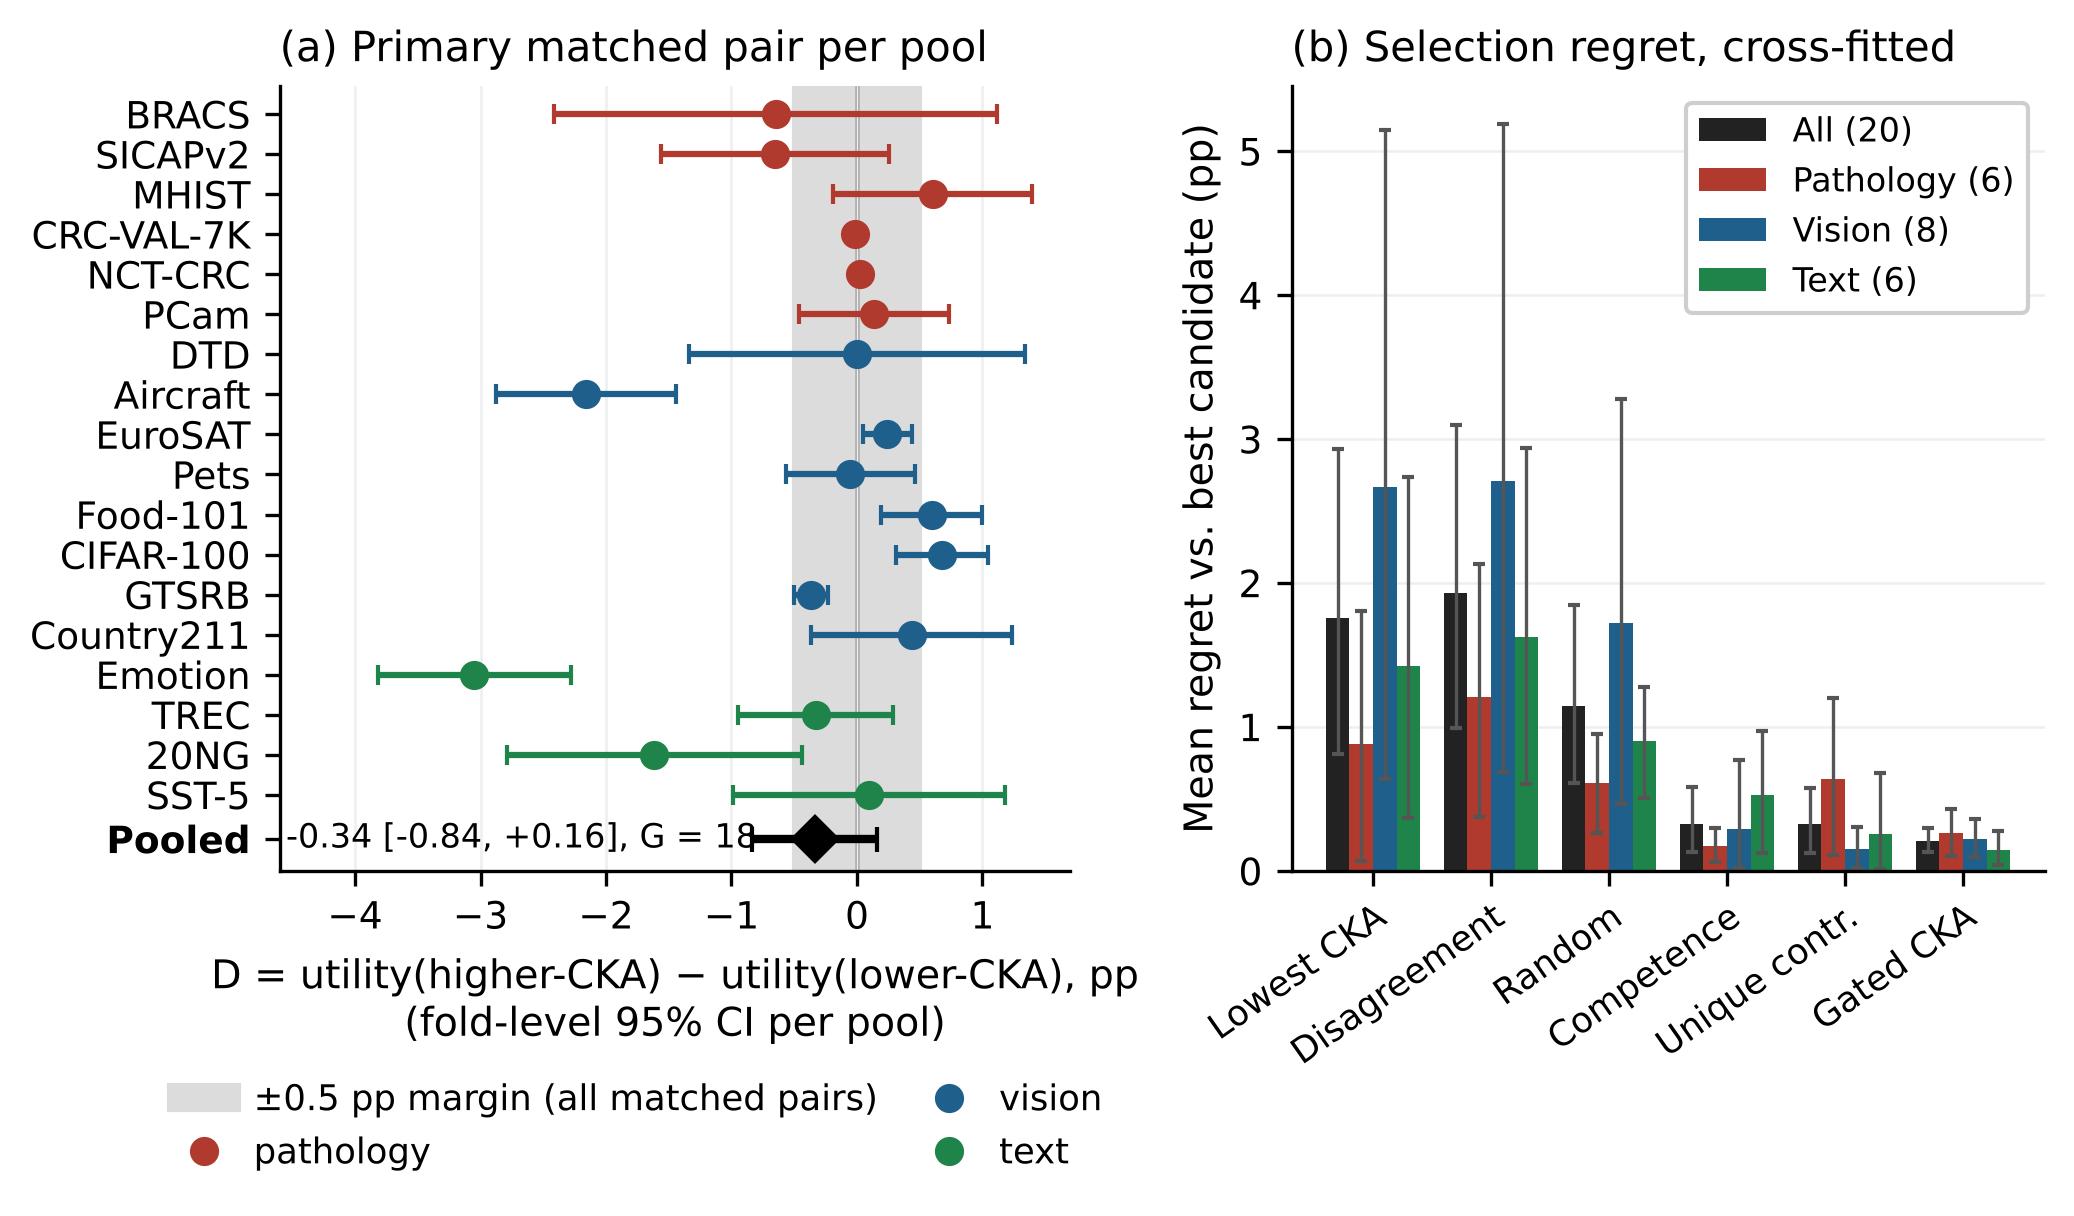 (a) Primary matched pair per pool
BRACS
SICAPv2
MHIST
CRC-VAL-7K
NCT-CRC
PCam
DTD
Aircraft
EuroSAT
Pets
Food-101
CIFAR-100
GTSRB
Country211
Emotion
TREC
20NG
SST-5
Pooled
-0.34 [-0.84, +0.16], G = 18
−4 −3 −2 −1 0 1
D = utility(higher-CKA) − utility(lower-CKA), pp
(fold-level 95% CI per pool)
±0.5 pp margin (all matched pairs)
pathology
vision
text
(b) Selection regret, cross-fitted
Mean regret vs. best candidate (pp)
5
4
3
2
1
0
All (20)
Pathology (6)
Vision (8)
Text (6)
Lowest CKA
Disagreement
Random
Competence
Unique contr.
Gated CKA